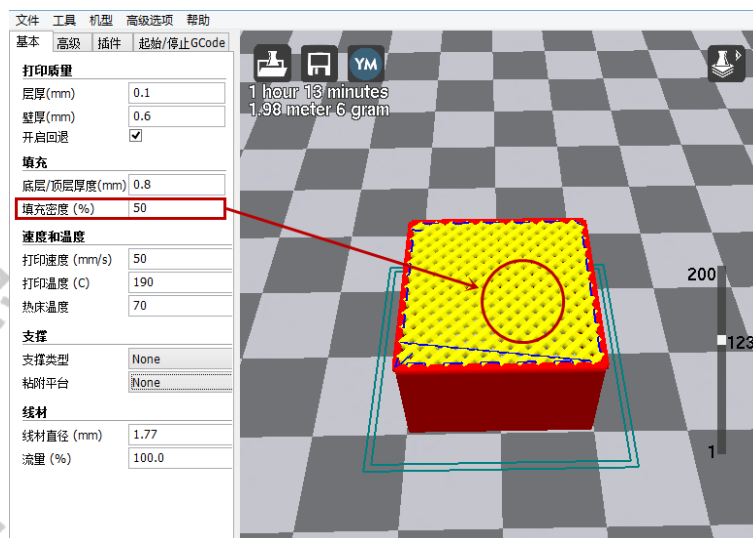 文件 工具 机型 高级选项 帮助
基本 高级 插件 起始/停止GCode
打印质量
层厚(mm) 0.1
壁厚(mm) 0.6
开启回退
填充
底层/顶层厚度(mm) 0.8
填充密度 (%) 50
速度和温度
打印速度 (mm/s) 50
打印温度 (C) 190
热床温度 70
支撑
支撑类型 None
粘附平台 None
线材
线材直径 (mm) 1.77
流量 (%) 100.0
YM
1 hour 13 minutes
1.98 meter 6 gram
200
123
1